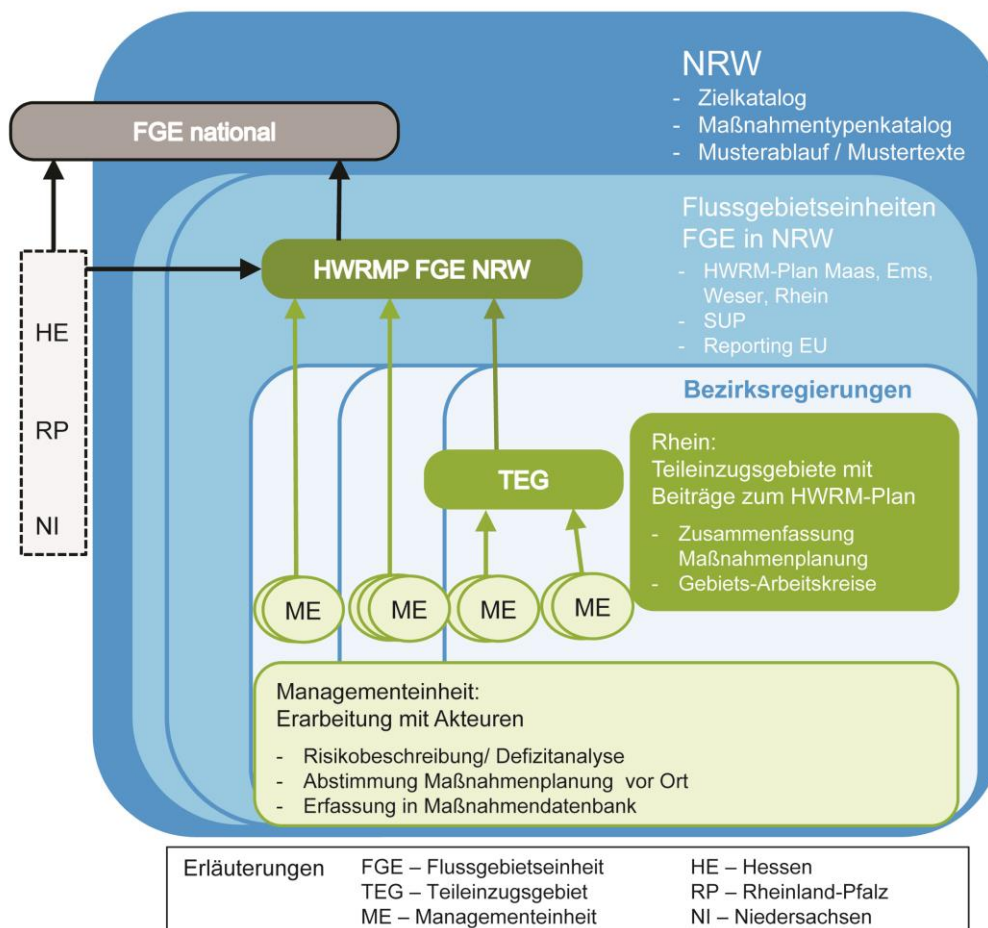 NRW
- Zielkatalog
- Maßnahmentypenkatalog
- Musterablauf / Mustertexte
FGE national
Flussgebietseinheiten
FGE in NRW
- HWRM-Plan Maas, Ems,
Weser, Rhein
- SUP
- Reporting EU
HWRMP FGE NRW
HE
RP
NI
Bezirksregierungen
Rhein:
Teileinzugsgebiete mit
Beiträge zum HWRM-Plan
- Zusammenfassung
Maßnahmenplanung
- Gebiets-Arbeitskreise
TEG
ME
ME
ME
ME
Managementeinheit:
Erarbeitung mit Akteuren
- Risikobeschreibung/ Defizitanalyse
- Abstimmung Maßnahmenplanung vor Ort
- Erfassung in Maßnahmendatenbank
Erläuterungen FGE – Flussgebietseinheit HE – Hessen
TEG – Teileinzugsgebiet RP – Rheinland-Pfalz
ME – Managementeinheit NI – Niedersachsen